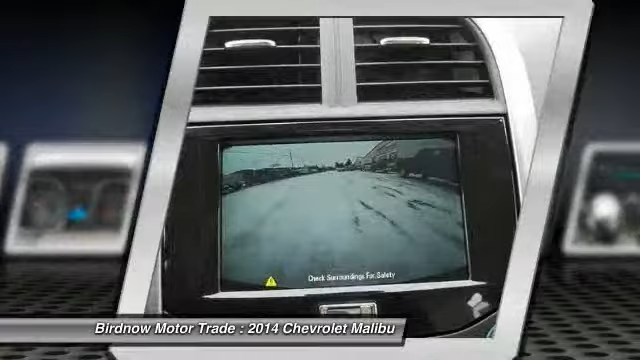 Check Surroundings For Safety
Birdnow Motor Trade : 2014 Chevrolet Malibu